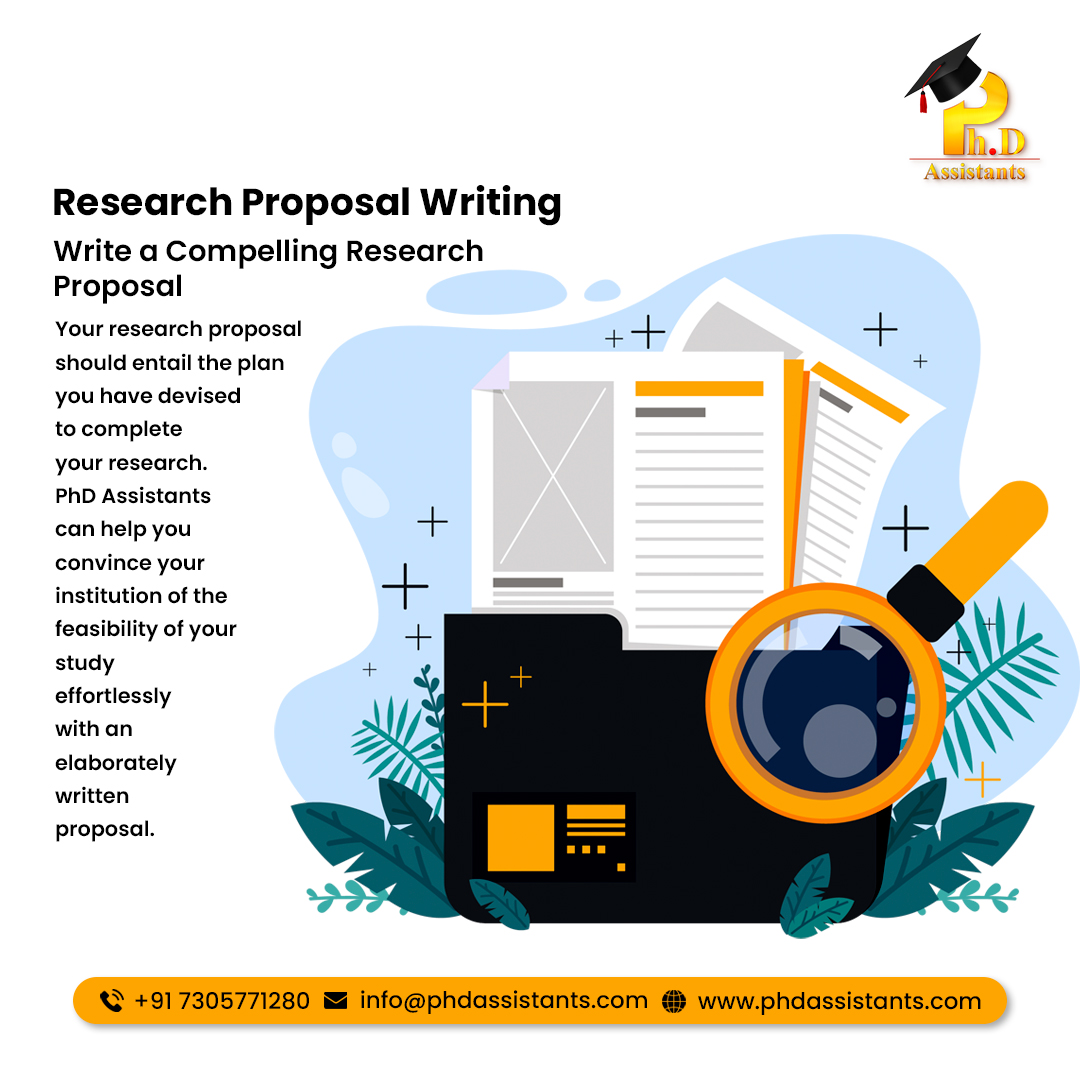 Ph.D
Assistants
Research Proposal Writing
Write a Compelling Research
Proposal
Your research proposal
should entail the plan
you have devised
to complete
your research.
PhD Assistants
can help you
convince your
institution of the
feasibility of your
study
effortlessly
with an
elaborately
written
proposal.
+91 7305771280 info@phdassistants.com www.phdassistants.com